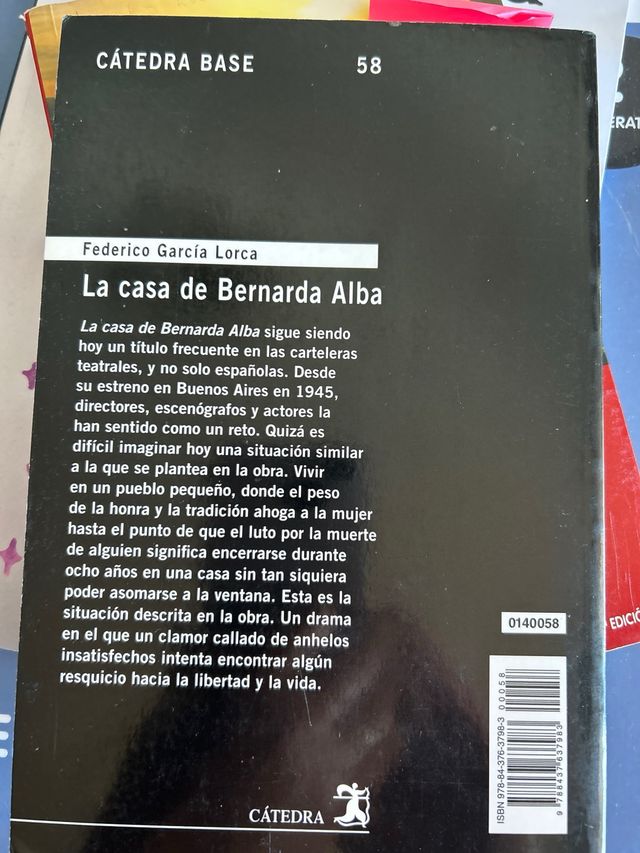 CÁTEDRA BASE 58
Federico García Lorca
La casa de Bernarda Alba
La casa de Bernarda Alba sigue siendo
hoy un título frecuente en las carteleras
teatrales, y no solo españolas. Desde
su estreno en Buenos Aires en 1945,
directores, escenógrafos y actores la
han sentido como un reto. Quizá es
difícil imaginar hoy una situación similar
a la que se plantea en la obra. Vivir
en un pueblo pequeño, donde el peso
de la honra y la tradición ahoga a la mujer
hasta el punto de que el luto por la muerte
de alguien significa encerrarse durante
ocho años en una casa sin tan siquiera
poder asomarse a la ventana. Esta es la
situación descrita en la obra. Un drama
en el que un clamor callado de anhelos
insatisfechos intenta encontrar algún
resquicio hacia la libertad y la vida.
0140058
ISBN 978-84-376-3798-3
00058
9 788437 637983
CÁTEDRA
ERAT
EDICIÓ